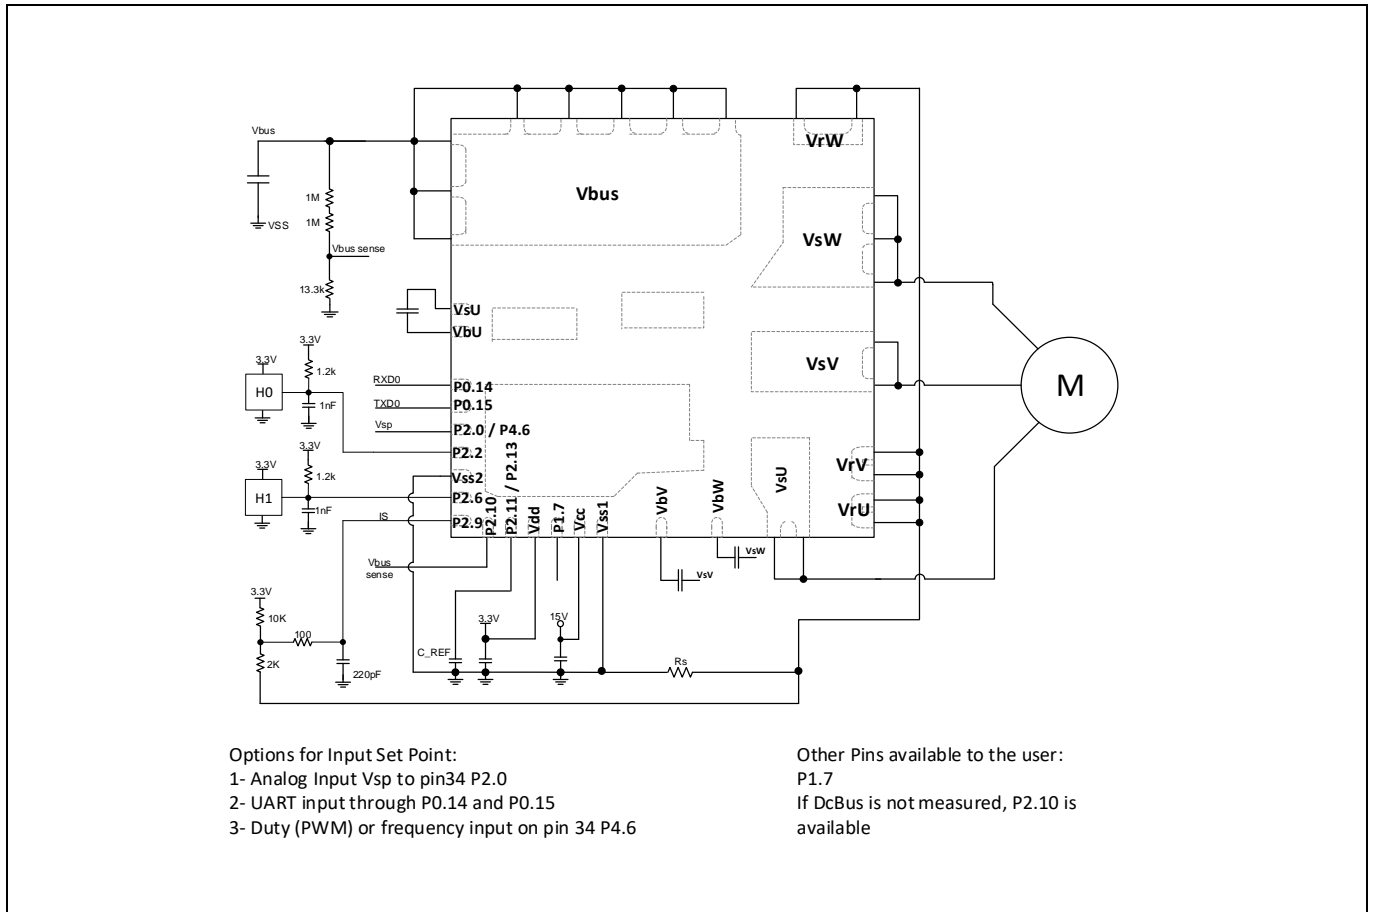 Vbus
VrW
Vbus
1M
VSS
1M
VsW
Vbus sense
13.3k
VsU
VbU
3.3V
3.3V
1.2k
VsV
H0
1nF
RXD0
P0.14
TXD0
P0.15
Vsp
P2.0 / P4.6
M
P2.2
3.3V
3.3V
1.2k
Vss2
H1
P2.6
1nF
IS
P2.9
P2.10
P2.11 / P2.13
Vdd
P1.7
Vcc
Vss1
VbV
VbW
VsU
VrV
VrU
Vbus
sense
VsW
VsV
3.3V
10K
100
2K
220pF
C_REF
3.3V
15V
Rs
Options for Input Set Point:
1- Analog Input Vsp to pin34 P2.0
2- UART input through P0.14 and P0.15
3- Duty (PWM) or frequency input on pin 34 P4.6
Other Pins available to the user:
P1.7
If DcBus is not measured, P2.10 is
available